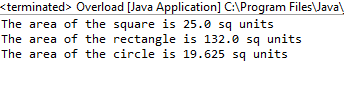 <terminated> Overload [Java Application] C:\Program Files\Java\
The area of the square is 25.0 sq units
The area of the rectangle is 132.0 sq units
The area of the circle is 19.625 sq units